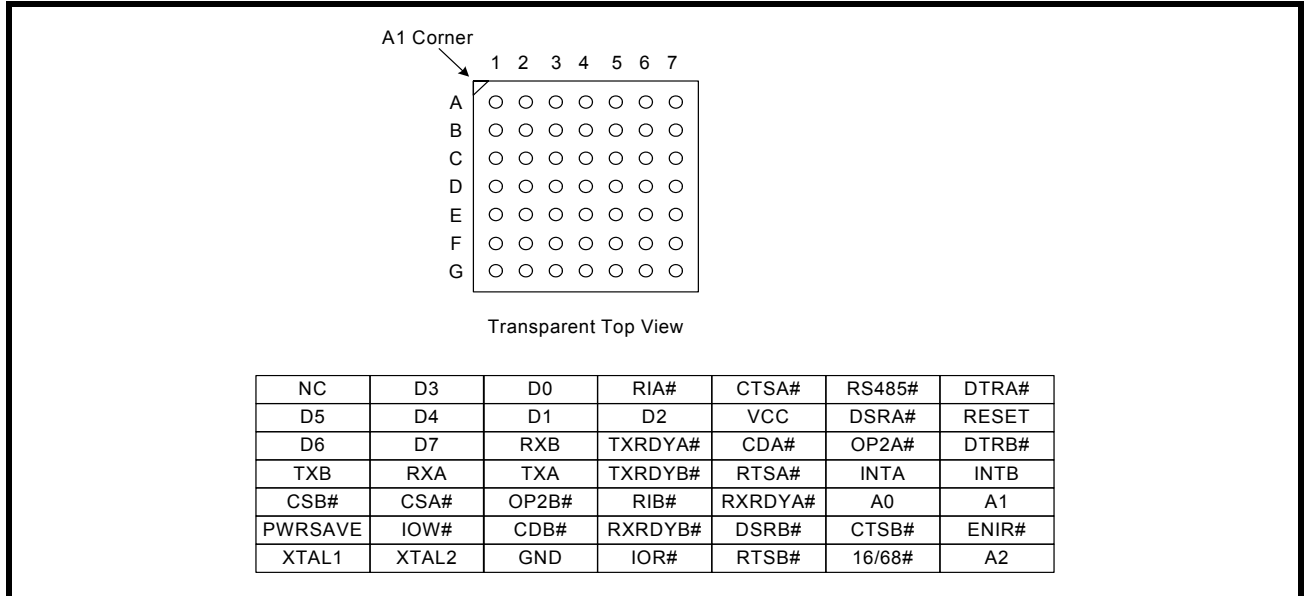 A1 Corner
1 2 3 4 5 6 7
A
B
C
D
E
F
G
Transparent Top View
NC D3 D0 RIA# CTSA# RS485# DTRA#
D5 D4 D1 D2 VCC DSRA# RESET
D6 D7 RXB TXRDYA# CDA# OP2A# DTRB#
TXB RXA TXA TXRDYB# RTSA# INTA INTB
CSB# CSA# OP2B# RIB# RXRDYA# A0 A1
PWRSAVE IOW# CDB# RXRDYB# DSRB# CTSB# ENIR#
XTAL1 XTAL2 GND IOR# RTSB# 16/68# A2